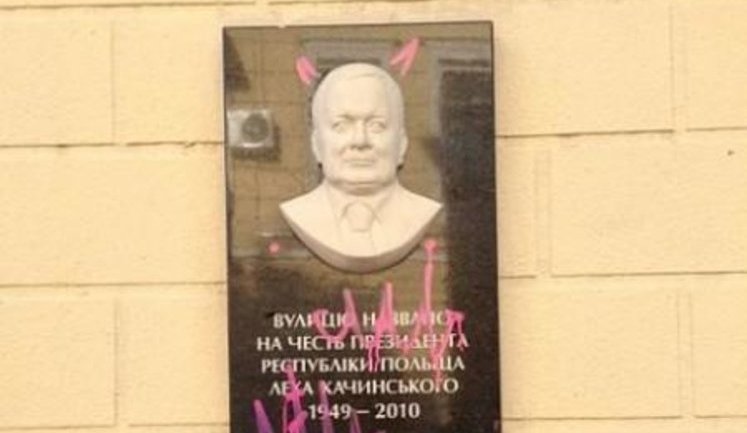 ВУЛИЦЮ НАЗВАНО
НА ЧЕСТЬ ПРЕЗИДЕНТА
РЕСПУБЛІКИ ПОЛЬЩА
ЛЕХА КАЧИНСЬКОГО
1949 – 2010